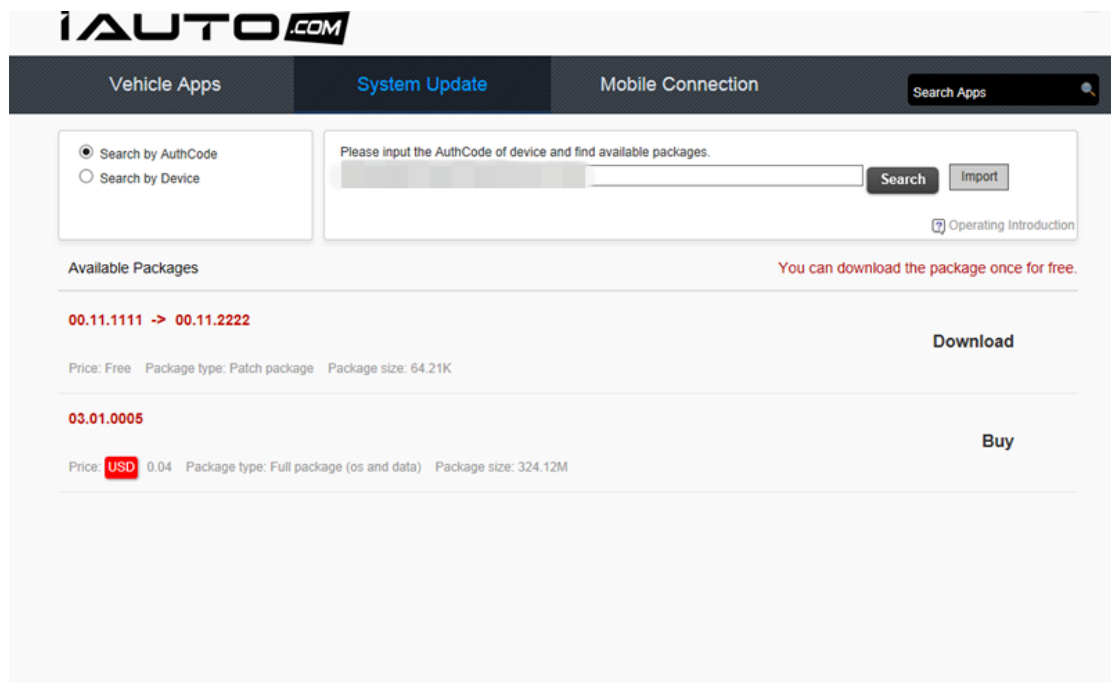 iAUTO.COM
Vehicle Apps System Update Mobile Connection Search Apps
Search by AuthCode
Search by Device
Please input the AuthCode of device and find available packages.
Search Import
Operating Introduction
Available Packages You can download the package once for free.
00.11.1111 -> 00.11.2222
Download
Price: Free Package type: Patch package Package size: 64.21K
03.01.0005
Buy
Price: USD 0.04 Package type: Full package (os and data) Package size: 324.12M